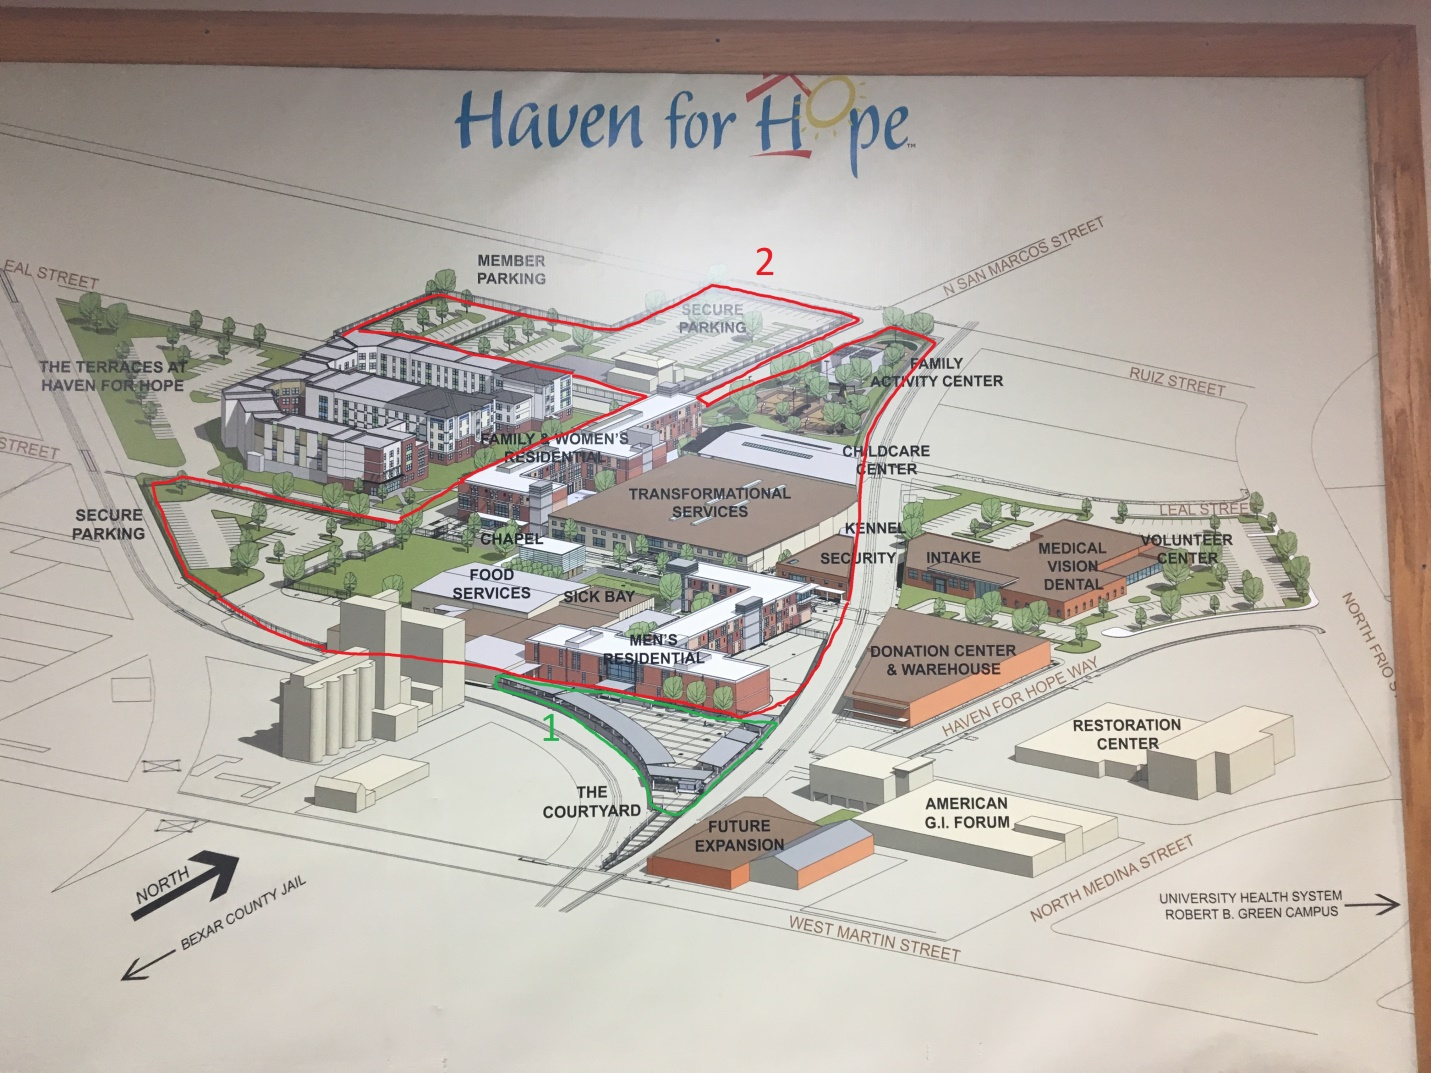 Haven for Hope™
2
N SAN MARCOS STREET
MEMBER
PARKING
EAL STREET
SECURE
PARKING
THE TERRACES AT
HAVEN FOR HOPE
FAMILY
ACTIVITY CENTER
RUIZ STREET
STREET
FAMILY & WOMEN'S
RESIDENTIAL
CHILDCARE
CENTER
TRANSFORMATIONAL
SERVICES
LEAL STREET
SECURE
PARKING
CHAPEL
KENNEL
SECURITY
INTAKE
MEDICAL
VISION
DENTAL
VOLUNTEER
CENTER
FOOD
SERVICES
SICK BAY
NORTH FRIO S
MEN'S
RESIDENTIAL
DONATION CENTER
& WAREHOUSE
HAVEN FOR HOPE WAY
1
RESTORATION
CENTER
THE
COURTYARD
AMERICAN
G.I. FORUM
FUTURE
EXPANSION
NORTH
NORTH MEDINA STREET
BEXAR COUNTY JAIL
UNIVERSITY HEALTH SYSTEM
ROBERT B. GREEN CAMPUS
WEST MARTIN STREET